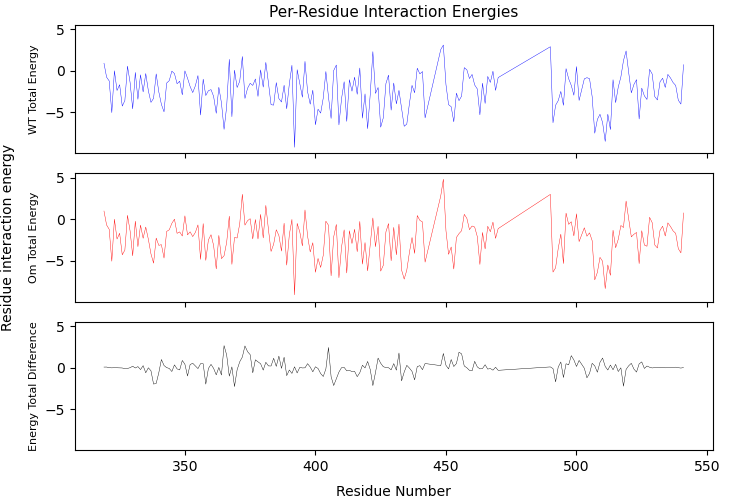 Per-Residue Interaction Energies
Residue interaction energy
WT Total Energy
5
0
−5
Om Total Energy
5
0
−5
Energy Total Difference
5
0
−5
350
400
450
500
550
Residue Number